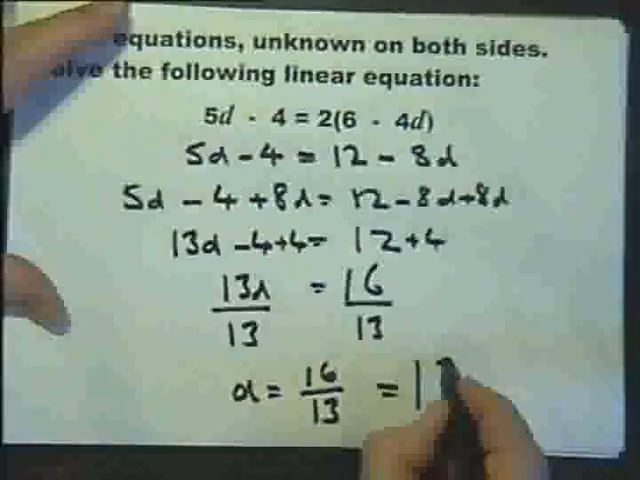 equations, unknown on both sides.
the following linear equation:
5d - 4 = 2(6 - 4d)
5d - 4 = 12 - 8d
5d - 4 + 8d = 12 - 8d + 8d
13d - 4 + 4 = 12 + 4
13d/13 = 16/13
d = 16/13 = 1